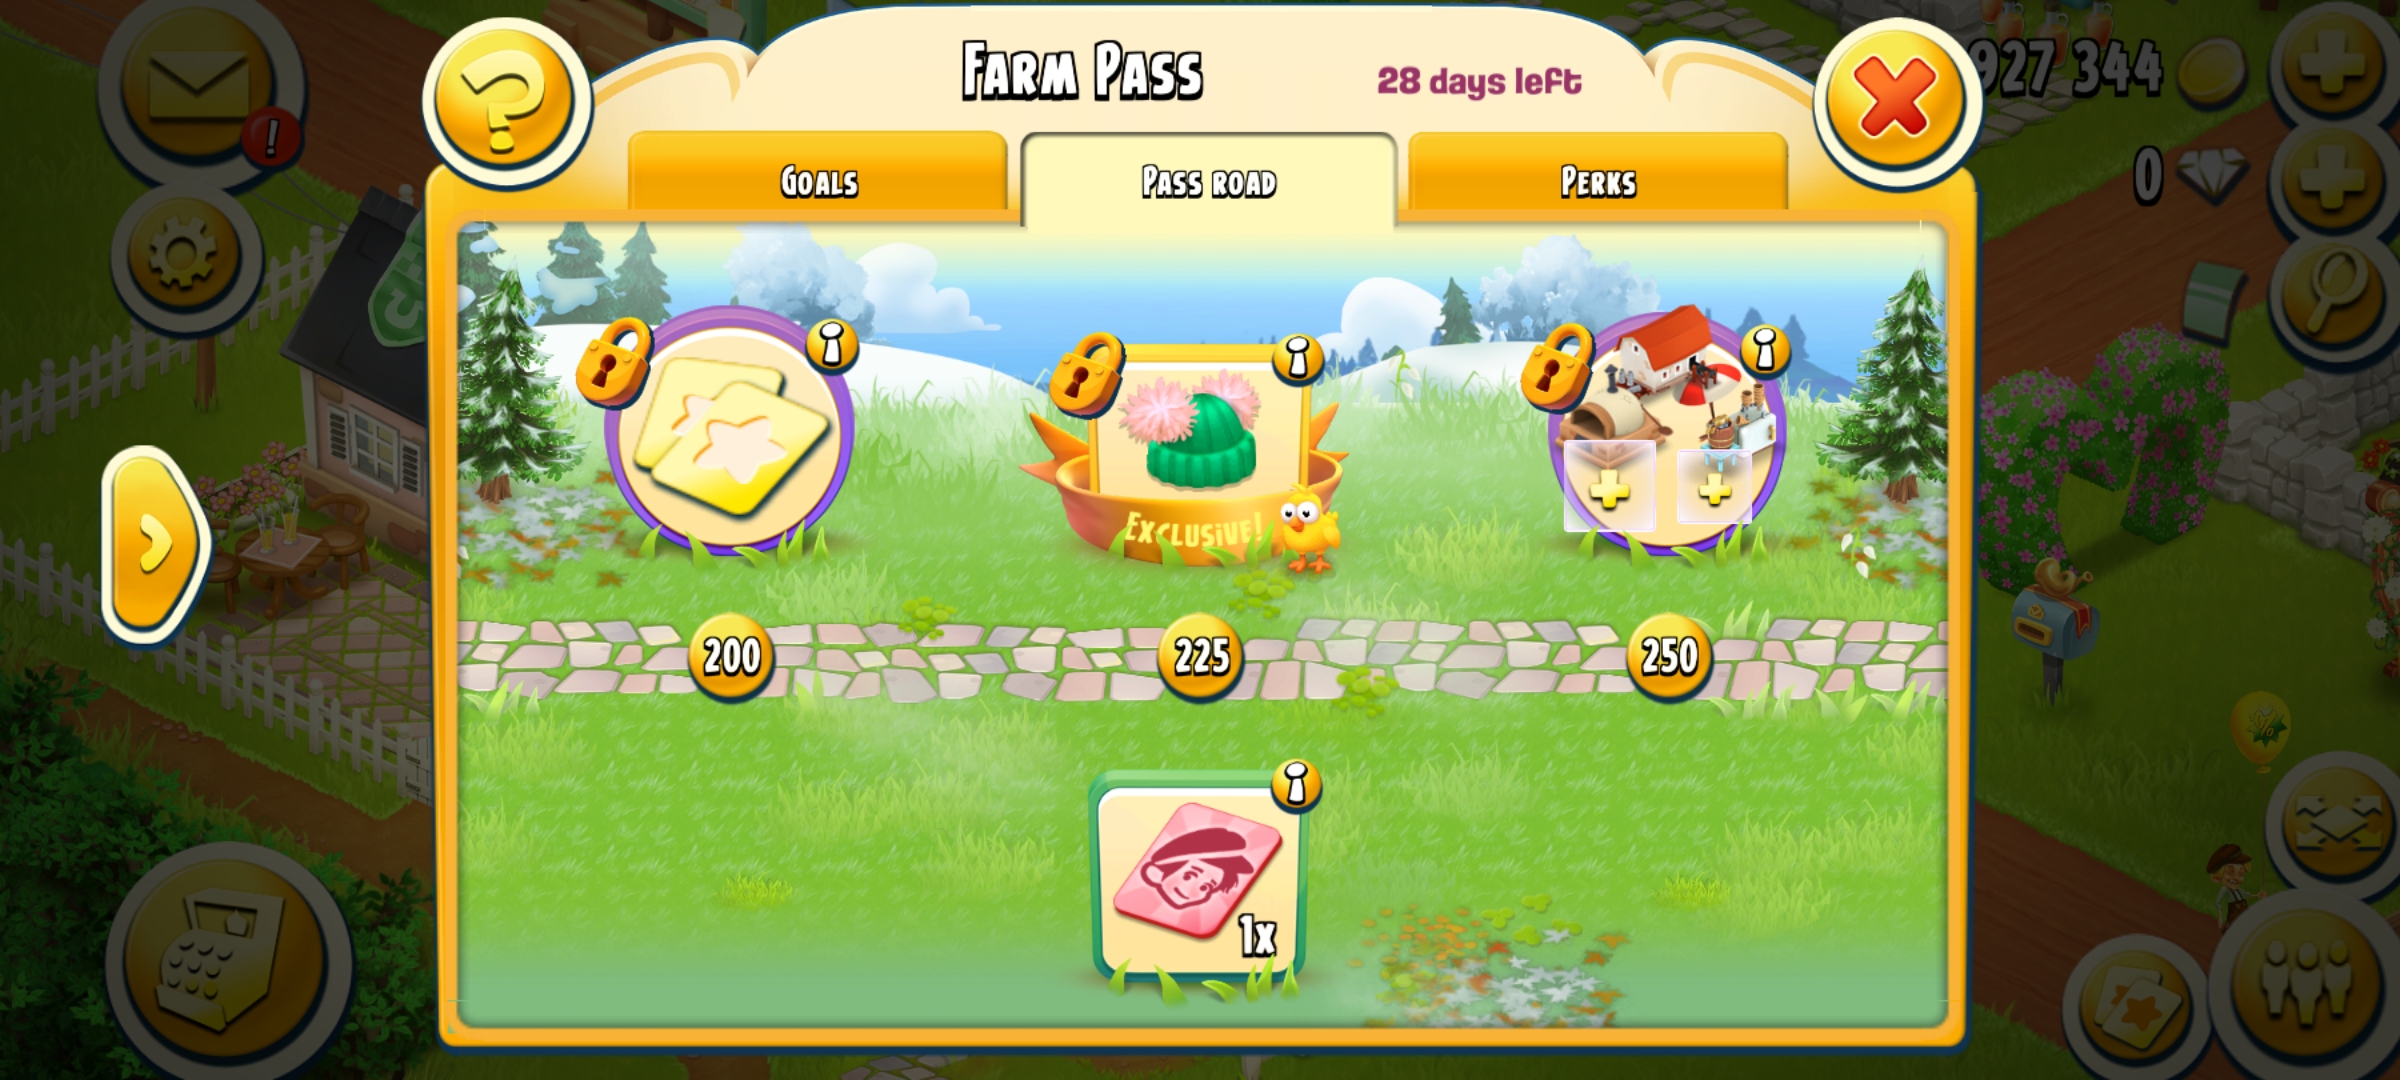 FARM PASS
28 days left
927 344
GOALS
PASS ROAD
PERKS
0
EXCLUSIVE!
200
225
250
1x